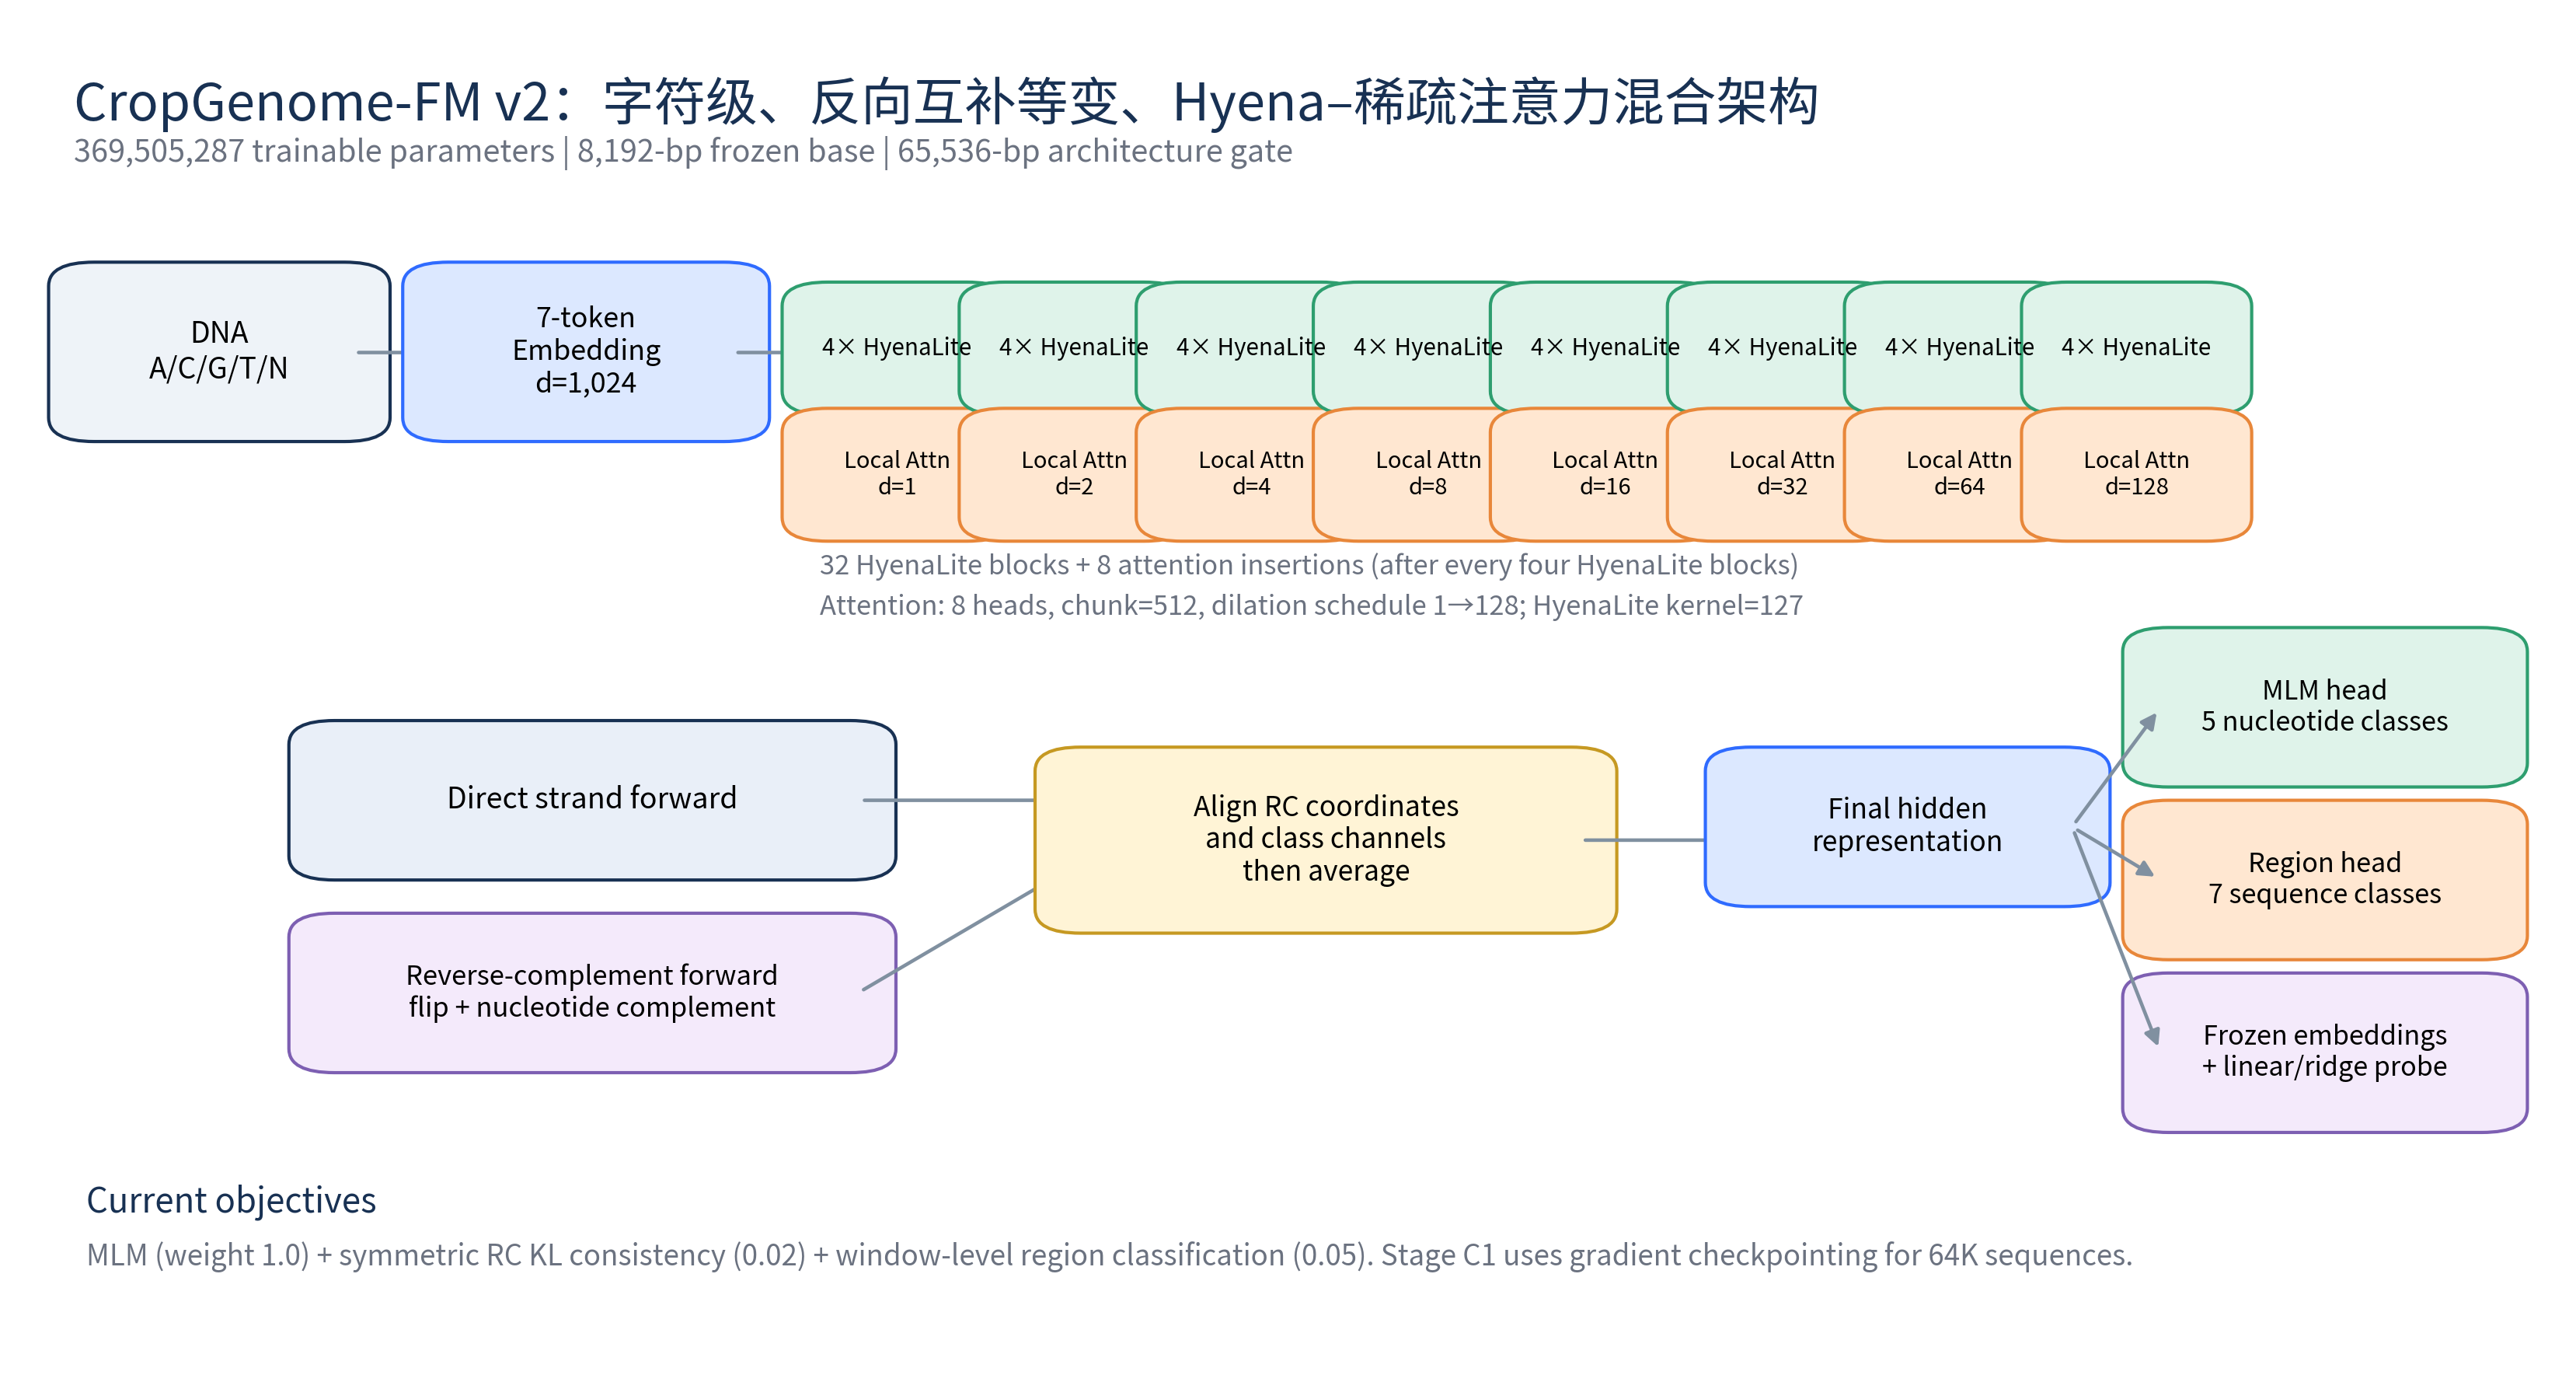 CropGenome-FM v2：字符级、反向互补等变、Hyena–稀疏注意力混合架构
369,505,287 trainable parameters | 8,192-bp frozen base | 65,536-bp architecture gate
DNA
A/C/G/T/N
7-token
Embedding
d=1,024
4× HyenaLite
4× HyenaLite
4× HyenaLite
4× HyenaLite
4× HyenaLite
4× HyenaLite
4× HyenaLite
4× HyenaLite
Local Attn
d=1
Local Attn
d=2
Local Attn
d=4
Local Attn
d=8
Local Attn
d=16
Local Attn
d=32
Local Attn
d=64
Local Attn
d=128
32 HyenaLite blocks + 8 attention insertions (after every four HyenaLite blocks)
Attention: 8 heads, chunk=512, dilation schedule 1→128; HyenaLite kernel=127
Direct strand forward
Reverse-complement forward
flip + nucleotide complement
Align RC coordinates
and class channels
then average
Final hidden
representation
MLM head
5 nucleotide classes
Region head
7 sequence classes
Frozen embeddings
+ linear/ridge probe
Current objectives
MLM (weight 1.0) + symmetric RC KL consistency (0.02) + window-level region classification (0.05). Stage C1 uses gradient checkpointing for 64K sequences.